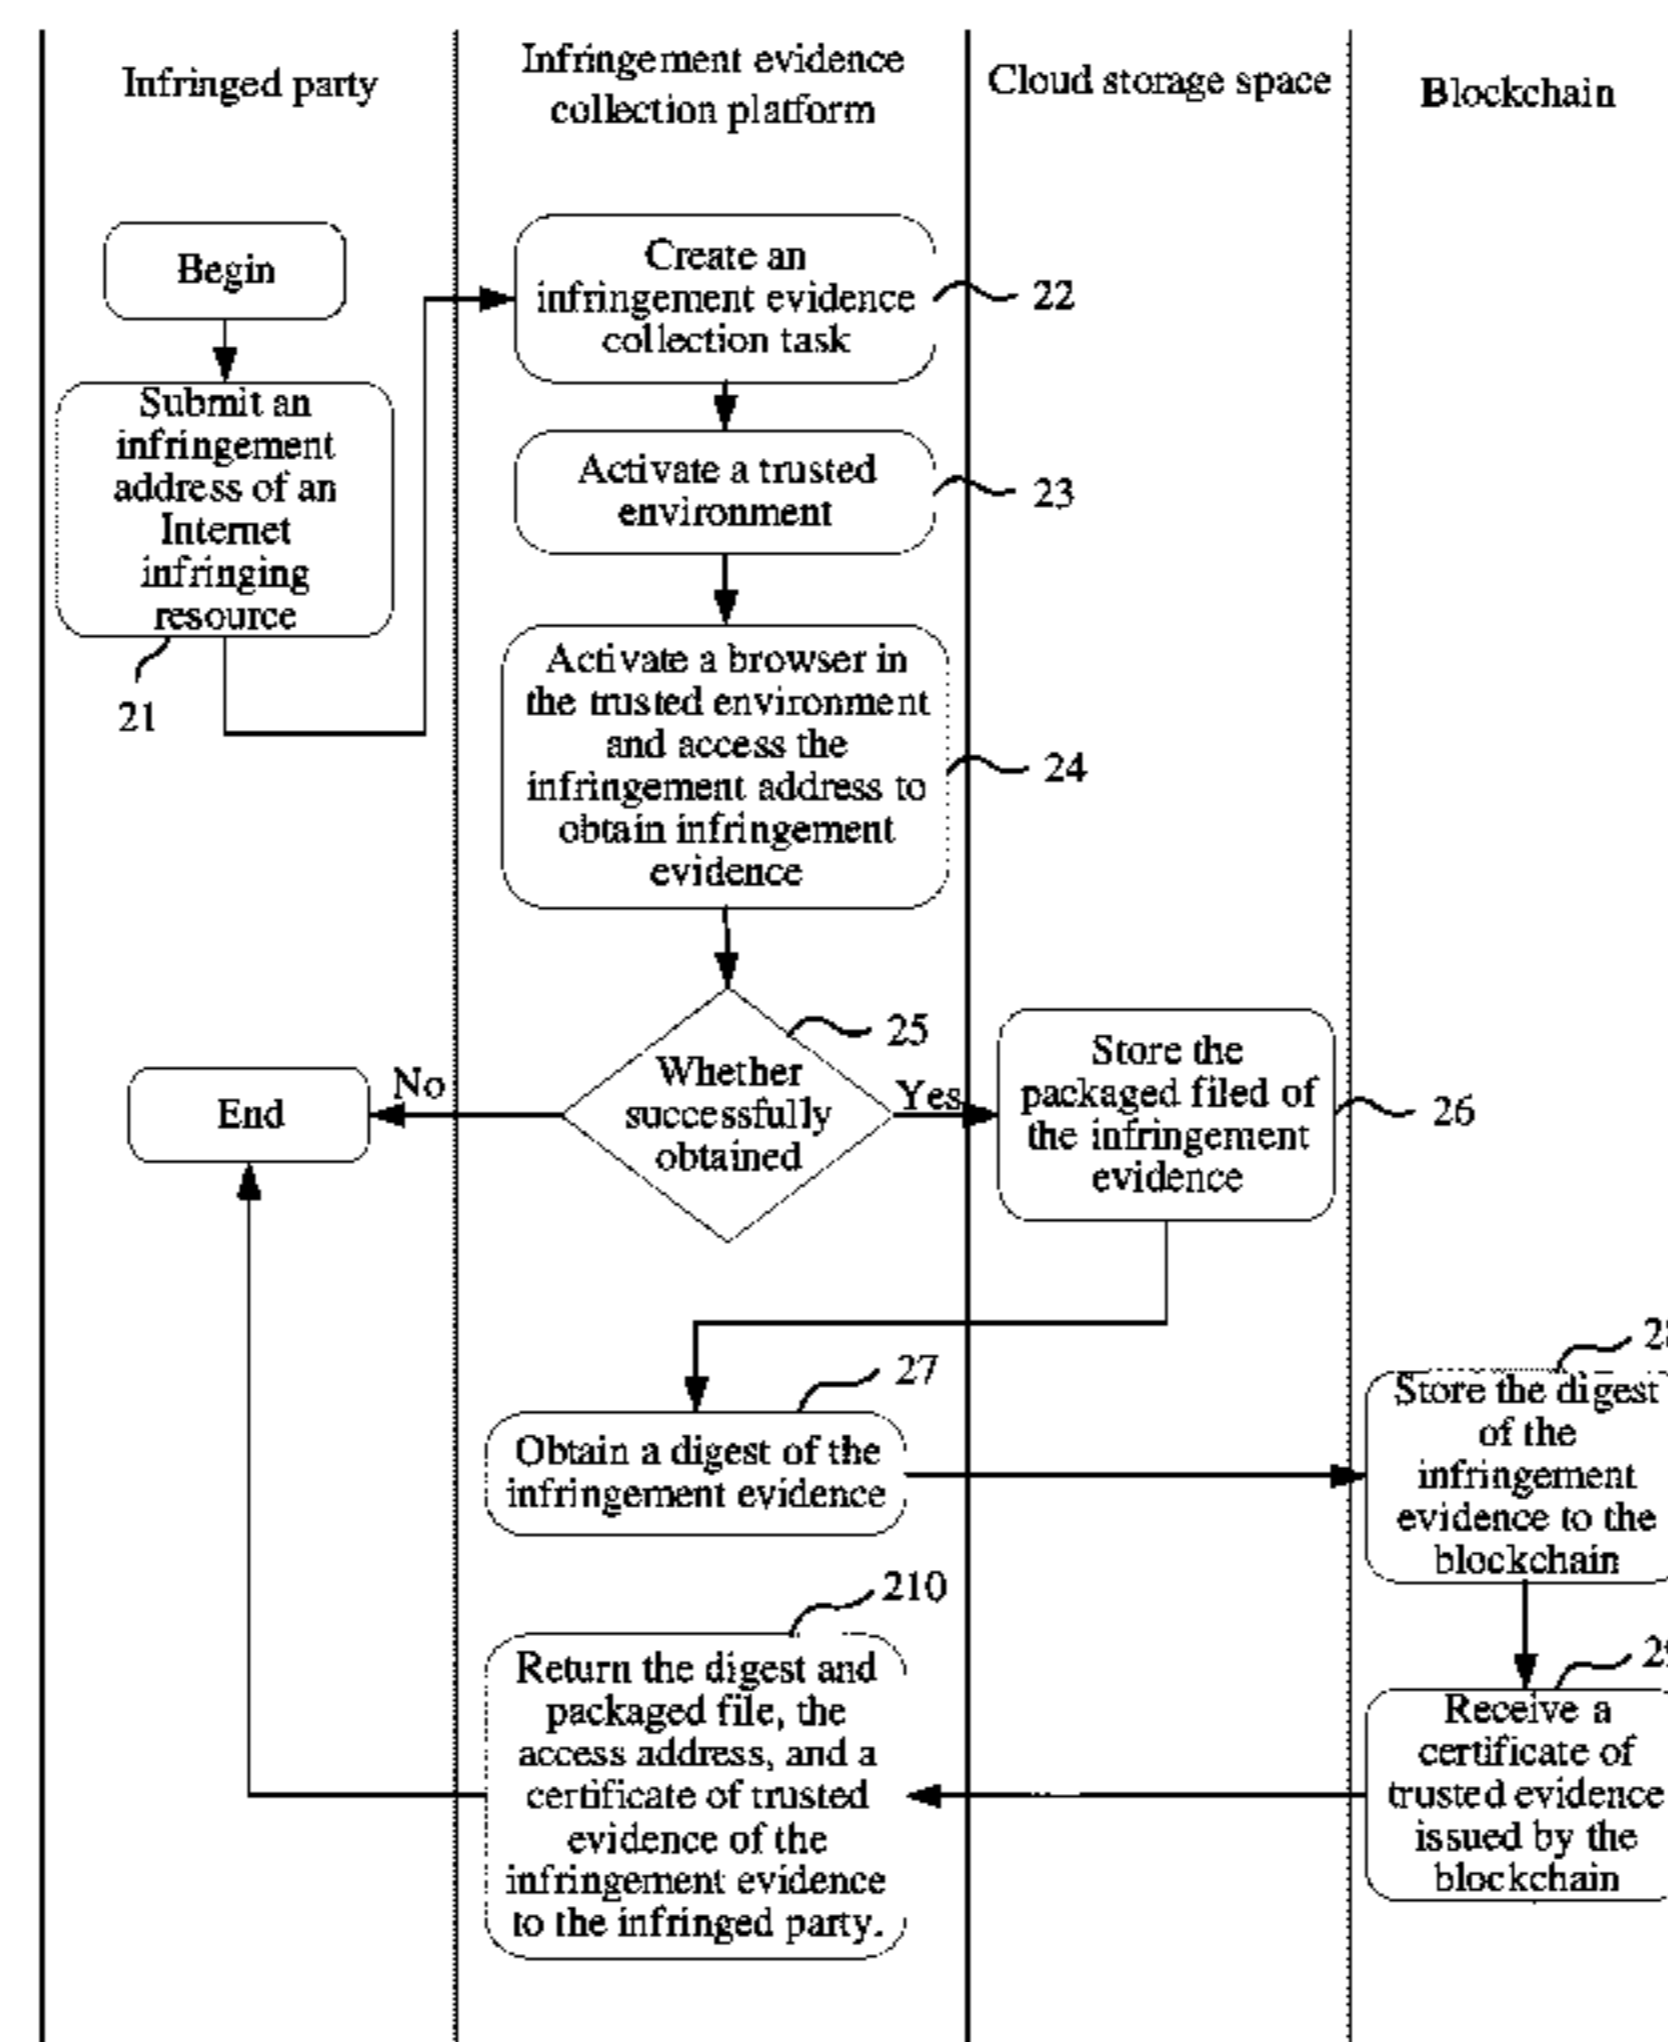 Infringed party
Infringement evidence
collection platform
Cloud storage space
Blockchain
Begin
Submit an
infringement
address of an
Internet
infringing
resource
21
Create an
infringement evidence
collection task
22
Activate a trusted
environment
23
Activate a browser in
the trusted environment
and access the
infringement address to
obtain infringement
evidence
24
Whether
successfully
obtained
25
No
End
Yes
Store the
packaged filed of
the infringement
evidence
26
Obtain a digest of the
infringement evidence
27
Store the digest
of the
infringement
evidence to the
blockchain
Receive a
certificate of
trusted evidence
issued by the
blockchain
210
Return the digest and
packaged file, the
access address, and a
certificate of trusted
evidence of the
infringement evidence
to the infringed party.